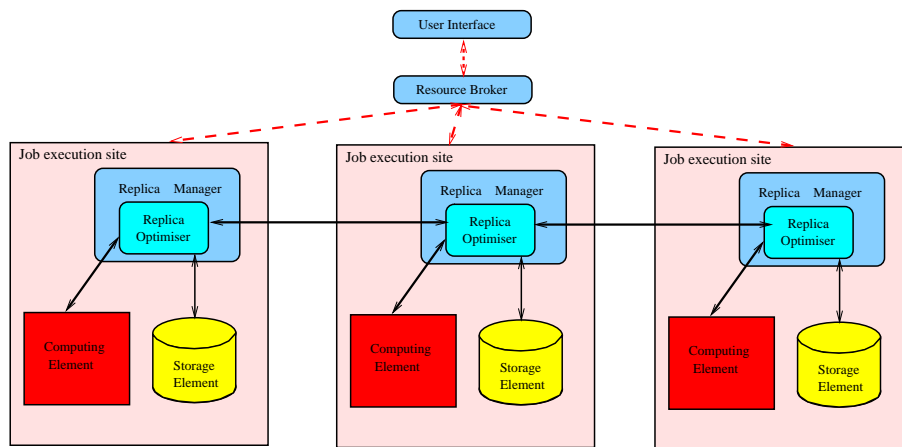 User Interface
Resource Broker
Job execution site
Replica Manager
Replica
Optimiser
Computing
Element
Storage
Element
Job execution site
Replica Manager
Replica
Optimiser
Computing
Element
Storage
Element
Job execution site
Replica Manager
Replica
Optimiser
Computing
Element
Storage
Element